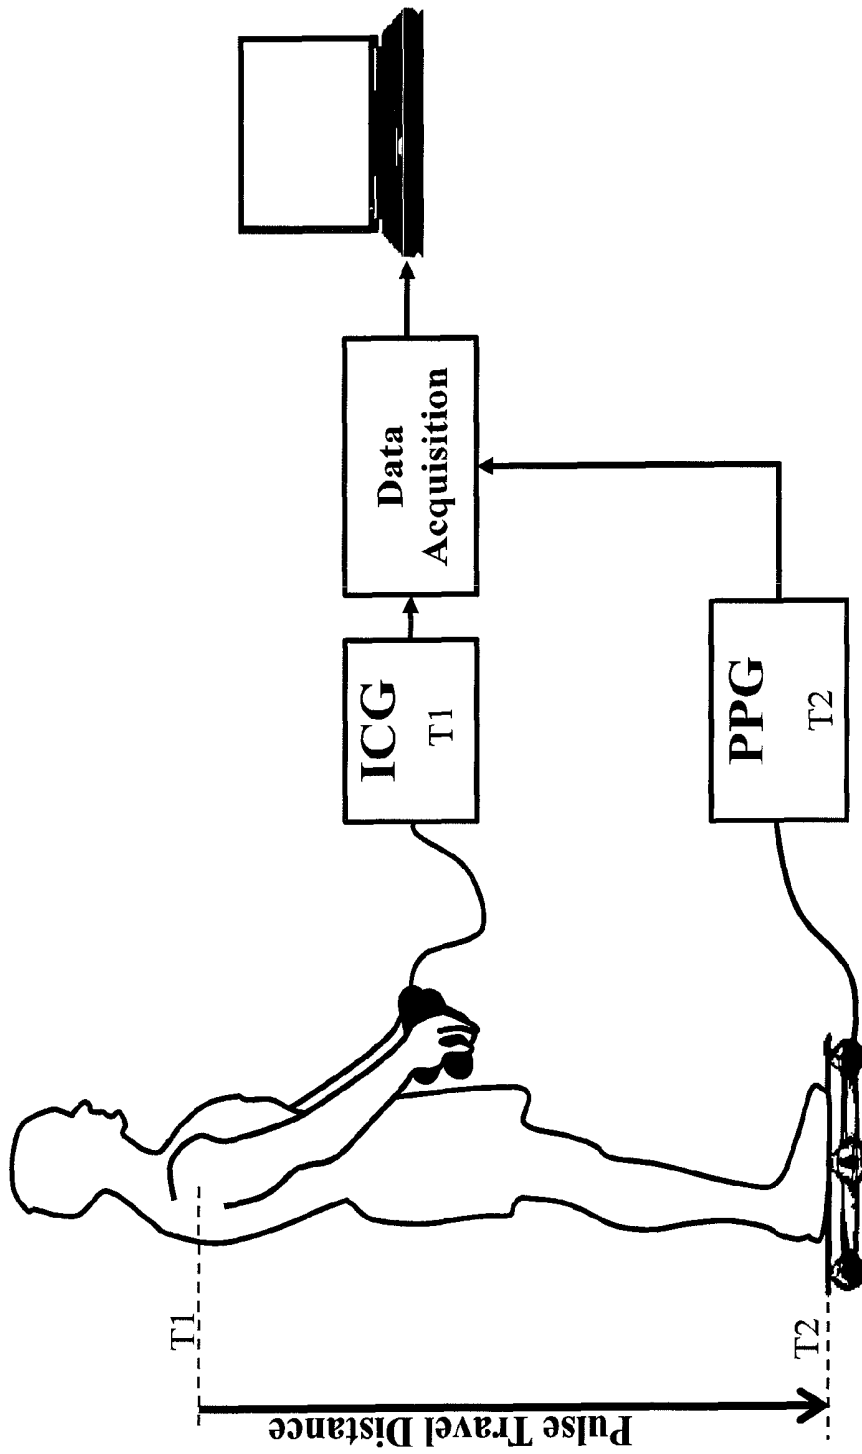 T1
Pulse Travel Distance
T2
ICG
T1
PPG
T2
Data
Acquisition